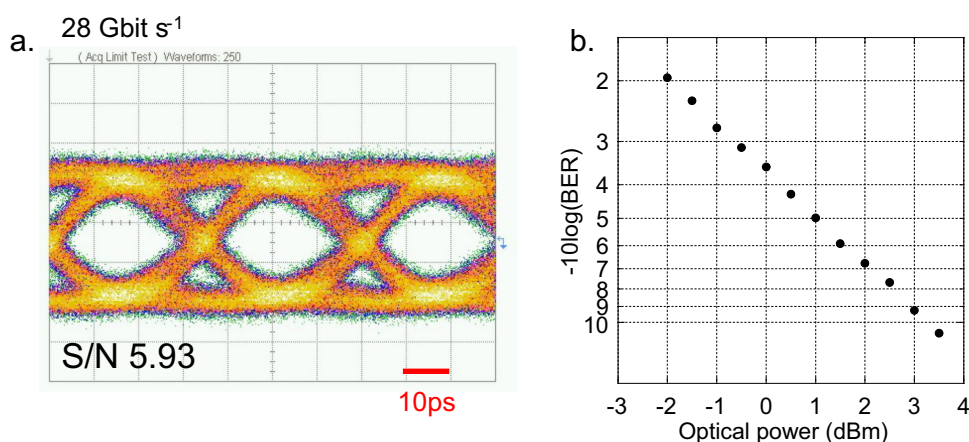 28 Gbit s⁻¹
a.
( Acq Limit Test ) Waveforms: 250
S/N 5.93
10ps
b.
-10log(BER)
2
3
4
5
6
7
8
9
10
-3 -2 -1 0 1 2 3 4
Optical power (dBm)